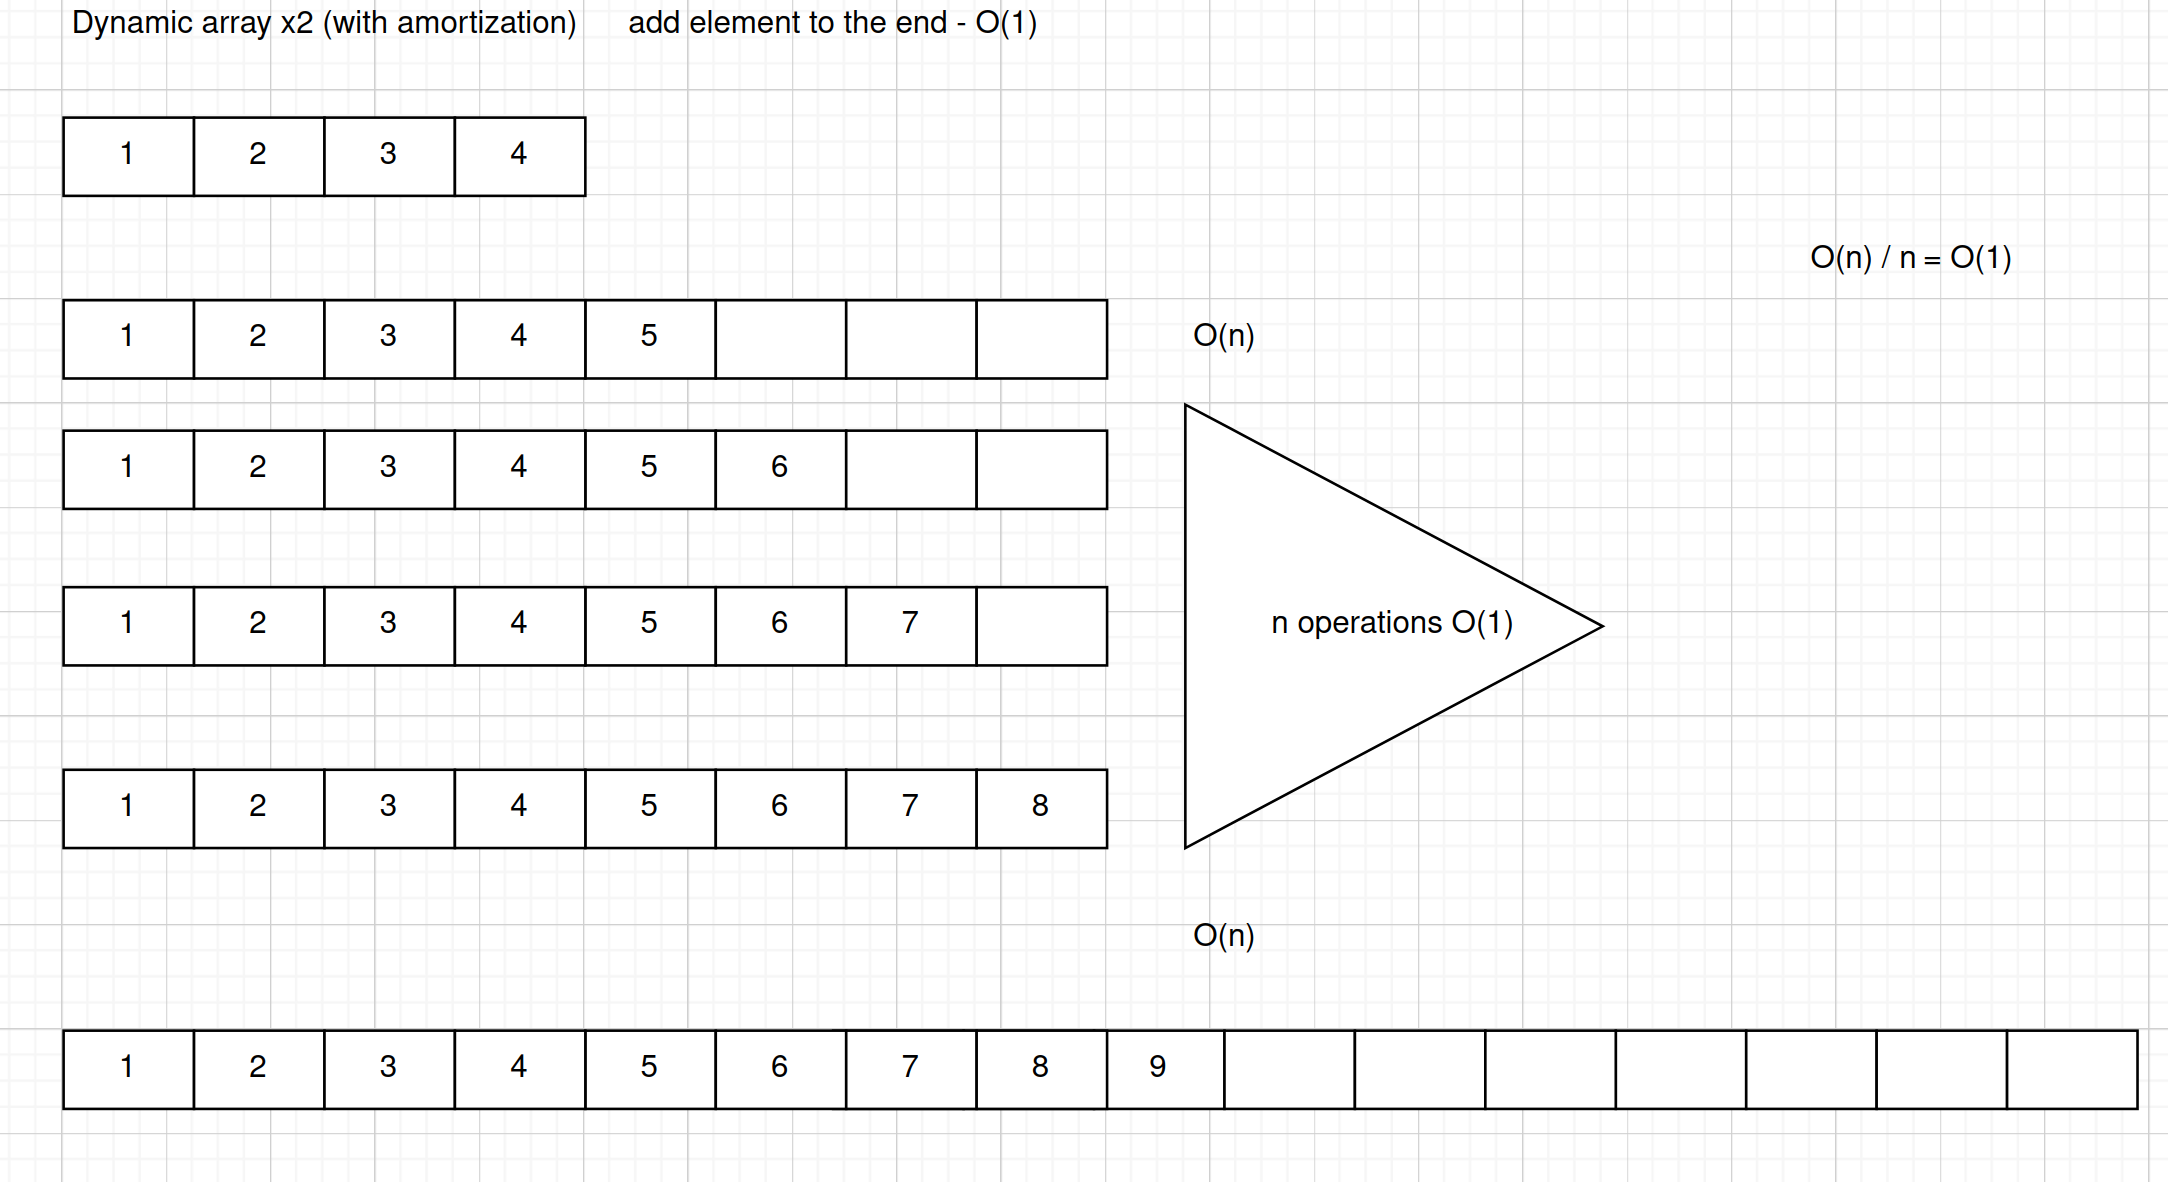 Dynamic array x2 (with amortization) add element to the end - O(1)
1 2 3 4
O(n) / n = O(1)
1 2 3 4 5 O(n)
1 2 3 4 5 6
1 2 3 4 5 6 7 n operations O(1)
1 2 3 4 5 6 7 8
O(n)
1 2 3 4 5 6 7 8 9